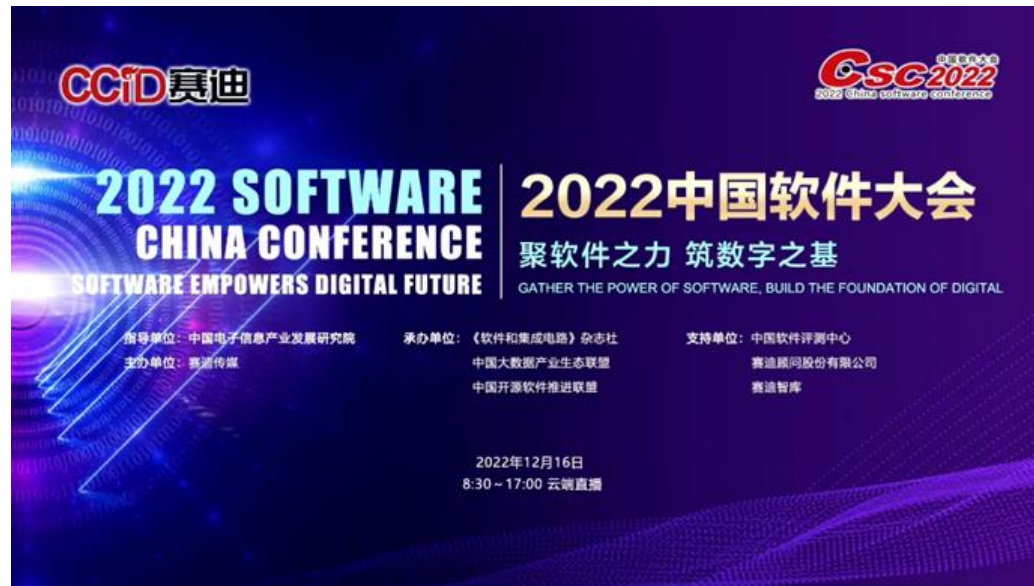 CCID赛迪
中国软件大会
CSC2022
2022 China software conference
2022 SOFTWARE
CHINA CONFERENCE
SOFTWARE EMPOWERS DIGITAL FUTURE
2022中国软件大会
聚软件之力 筑数字之基
GATHER THE POWER OF SOFTWARE, BUILD THE FOUNDATION OF DIGITAL
指导单位：中国电子信息产业发展研究院
主办单位：赛迪传媒
承办单位：《软件和集成电路》杂志社
中国大数据产业生态联盟
中国开源软件推进联盟
支持单位：中国软件评测中心
赛迪顾问股份有限公司
赛迪智库
2022年12月16日
8:30～17:00 云端直播